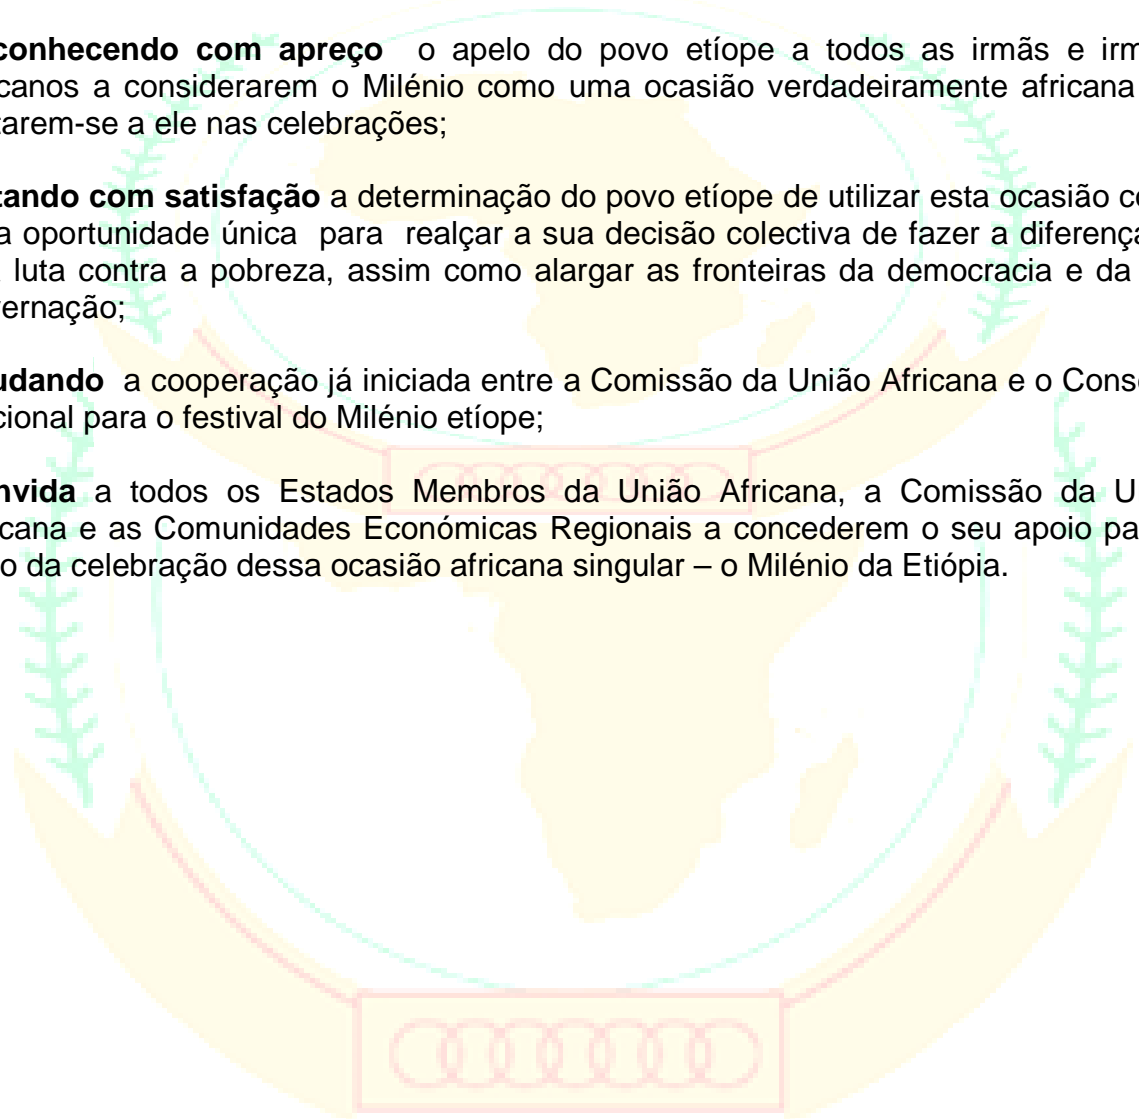 conhecendo com apreço o apelo do povo etíope a todos as irmãs e irm
canos a considerarem o Milénio como uma ocasião verdadeiramente africana
tarem-se a ele nas celebrações;
tando com satisfação a determinação do povo etíope de utilizar esta ocasião co
a oportunidade única para realçar a sua decisão colectiva de fazer a diferença
luta contra a pobreza, assim como alargar as fronteiras da democracia e da
vernação;
udando a cooperação já iniciada entre a Comissão da União Africana e o Conse
cional para o festival do Milénio etíope;
nvida a todos os Estados Membros da União Africana, a Comissão da U
icana e as Comunidades Económicas Regionais a concederem o seu apoio pa
o da celebração dessa ocasião africana singular – o Milénio da Etiópia.